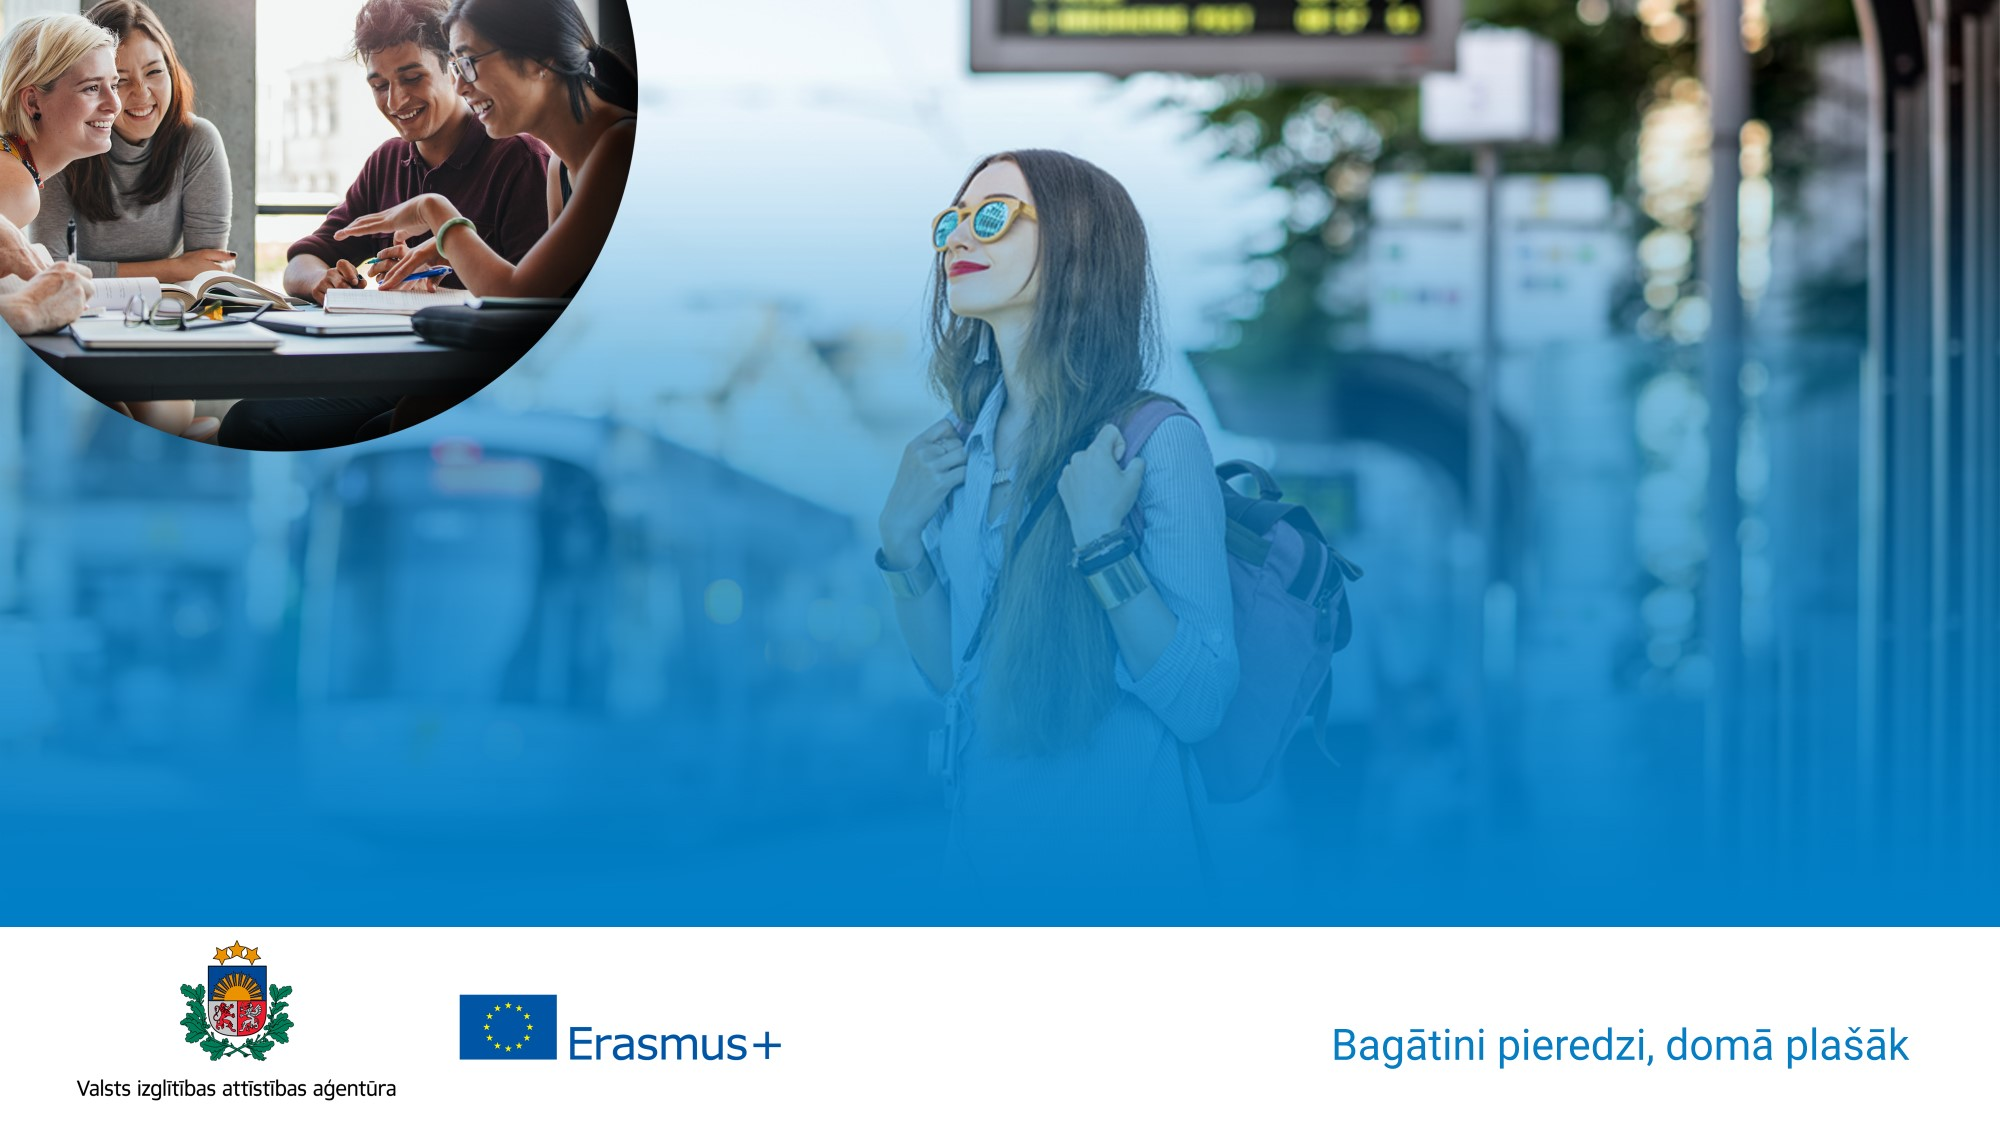 Valsts izglītības attīstības aģentūra
Erasmus+
Bagātini pieredzi, domā plašāk